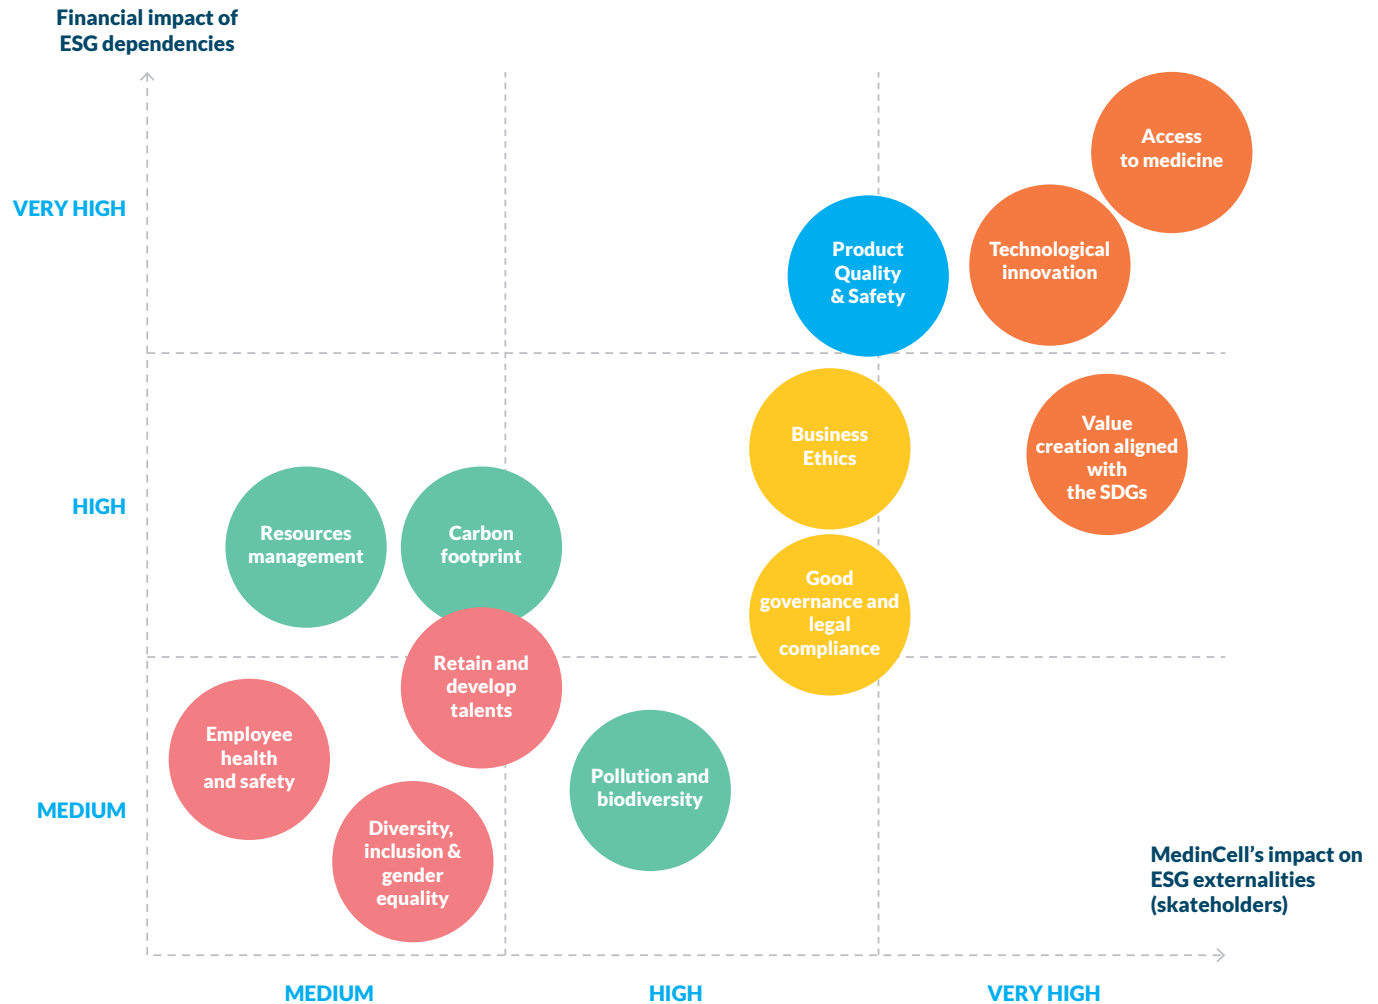 Financial impact of
ESG dependencies
VERY HIGH
HIGH
MEDIUM
Access
to medicine
Technological
innovation
Product
Quality
& Safety
Value
creation aligned
with
the SDGs
Business
Ethics
Good
governance and
legal
compliance
Resources
management
Carbon
footprint
Retain and
develop
talents
Employee
health
and safety
Diversity,
inclusion &
gender
equality
Pollution and
biodiversity
MedinCell’s impact on
ESG externalities
(skateholders)
MEDIUM
HIGH
VERY HIGH